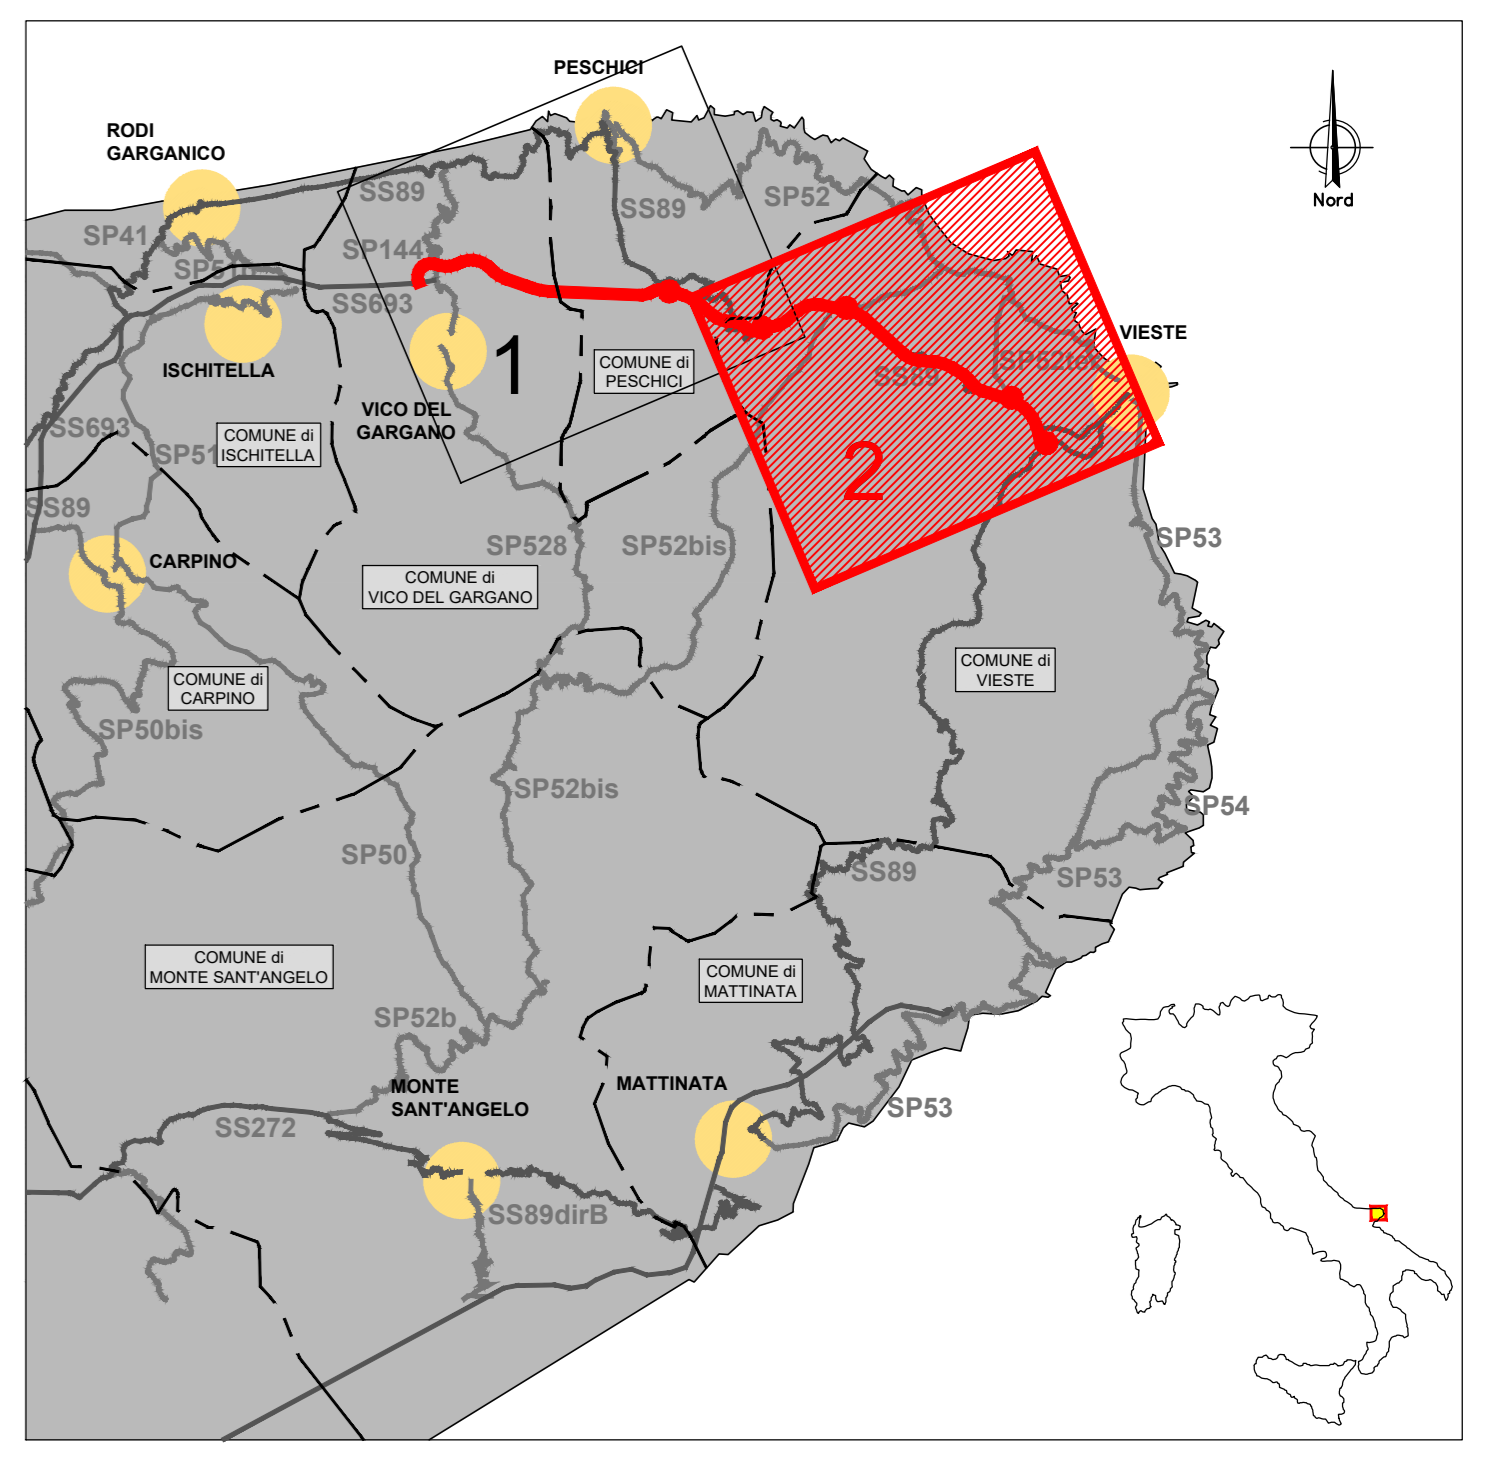 PESCHICI
RODI
GARGANICO
Nord
SS89
SP52
SS89
SP41
SP144
SS693
VIESTE
SP52ter
SS89
ISCHITELLA
1
COMUNE di
PESCHICI
VICO DEL
GARGANO
SS693
COMUNE di
ISCHITELLA
SP51
2
SS89
SP528
SP52bis
SP53
CARPINO
COMUNE di
VICO DEL GARGANO
COMUNE di
VIESTE
COMUNE di
CARPINO
SP50bis
SP52bis
SP54
SP50
SS89
SP53
COMUNE di
MONTE SANT'ANGELO
COMUNE di
MATTINATA
SP52b
MONTE
SANT'ANGELO
MATTINATA
SP53
SS272
SS89dirB